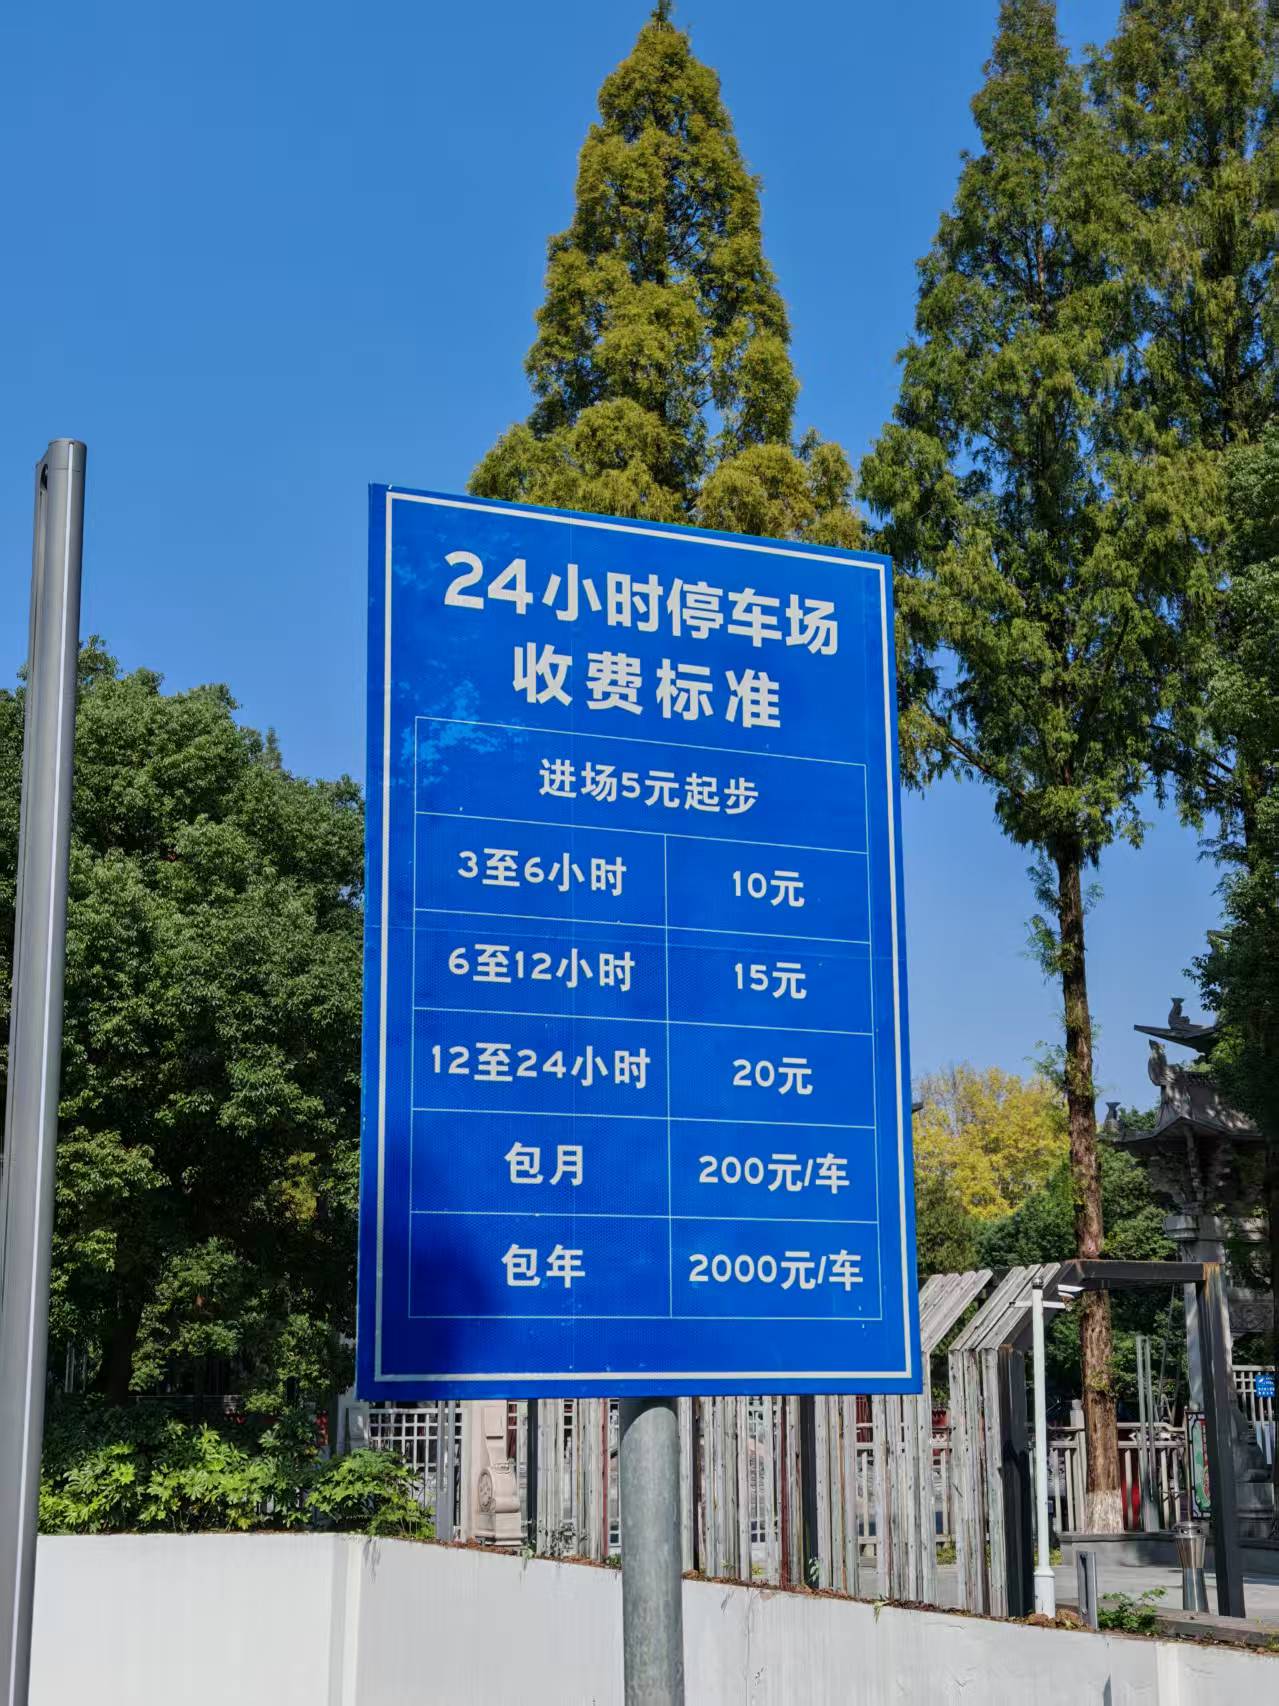 24小时停车场
收费标准
进场5元起步
3至6小时 10元
6至12小时 15元
12至24小时 20元
包月 200元/车
包年 2000元/车